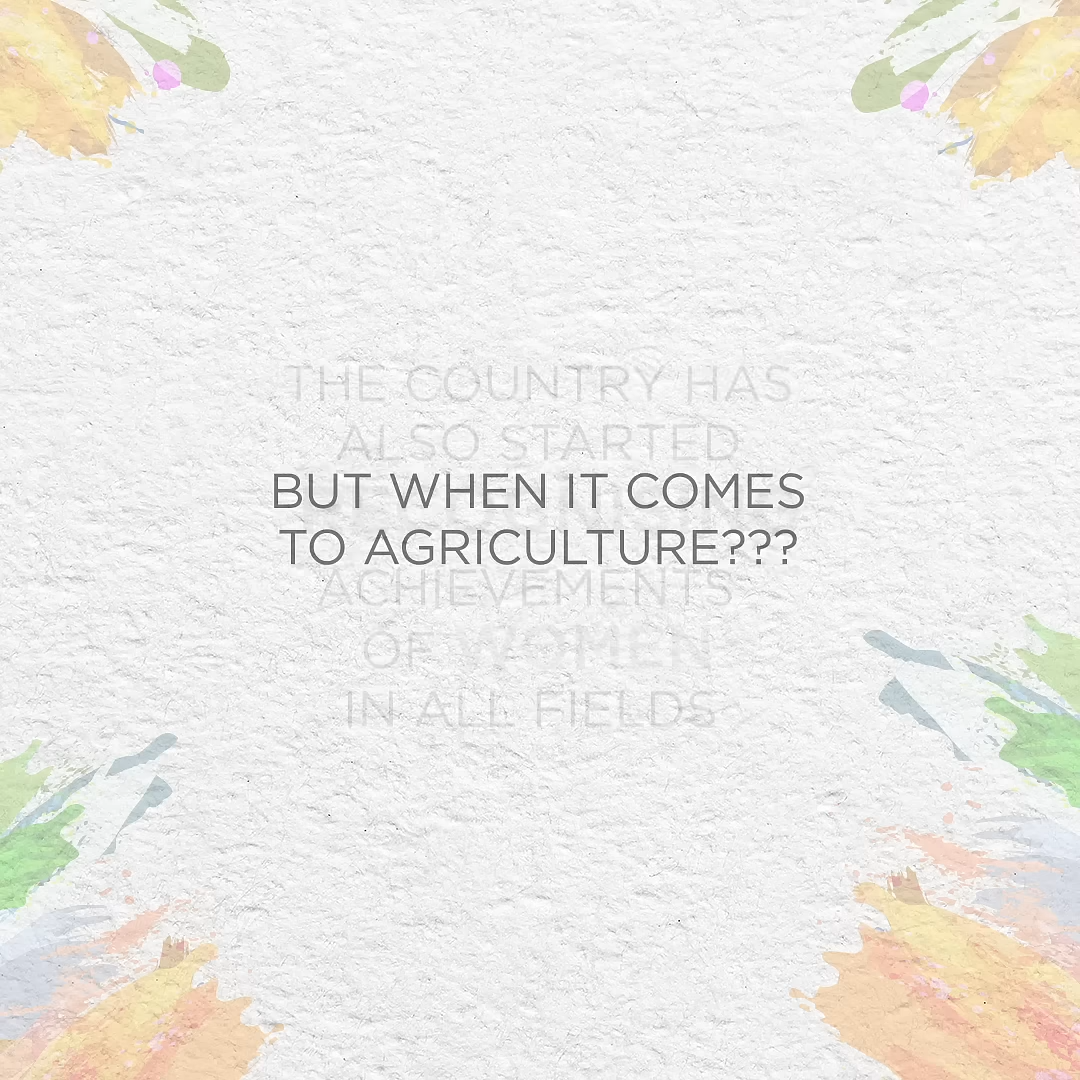 THE COUNTRY HAS
ALSO STARTED
BUT WHEN IT COMES
TO AGRICULTURE???
ACHIEVEMENTS
OF WOMEN
IN ALL FIELDS